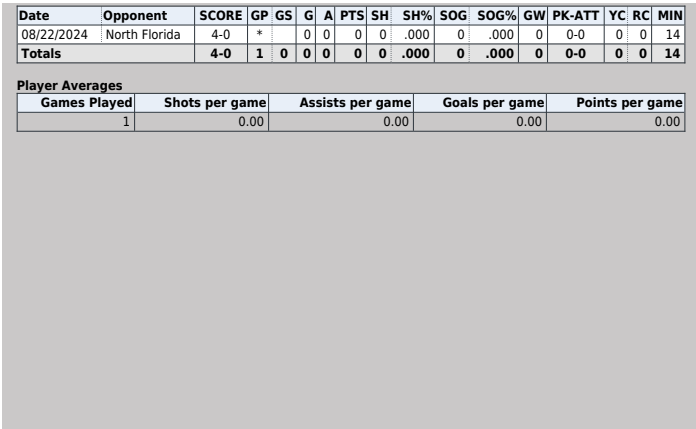 Date Opponent SCORE GP GS G A PTS SH SH% SOG SOG% GW PK-ATT YC RC MIN
08/22/2024 North Florida 4-0 * 0 0 0 0 .000 0 .000 0 0-0 0 0 14
Totals 4-0 1 0 0 0 0 0 .000 0 .000 0 0-0 0 0 14
Player Averages
Games Played Shots per game Assists per game Goals per game Points per game
1 0.00 0.00 0.00 0.00